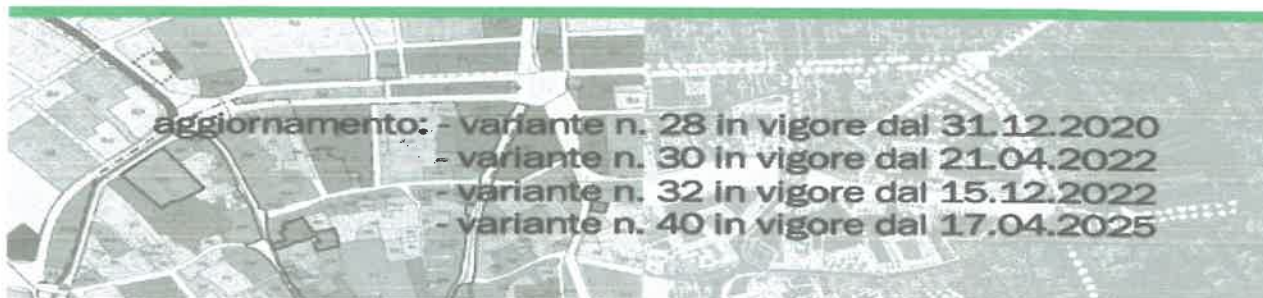 aggiornamento: - variante n. 28 in vigore dal 31.12.2020
- variante n. 30 in vigore dal 21.04.2022
- variante n. 32 in vigore dal 15.12.2022
- variante n. 40 in vigore dal 17.04.2025